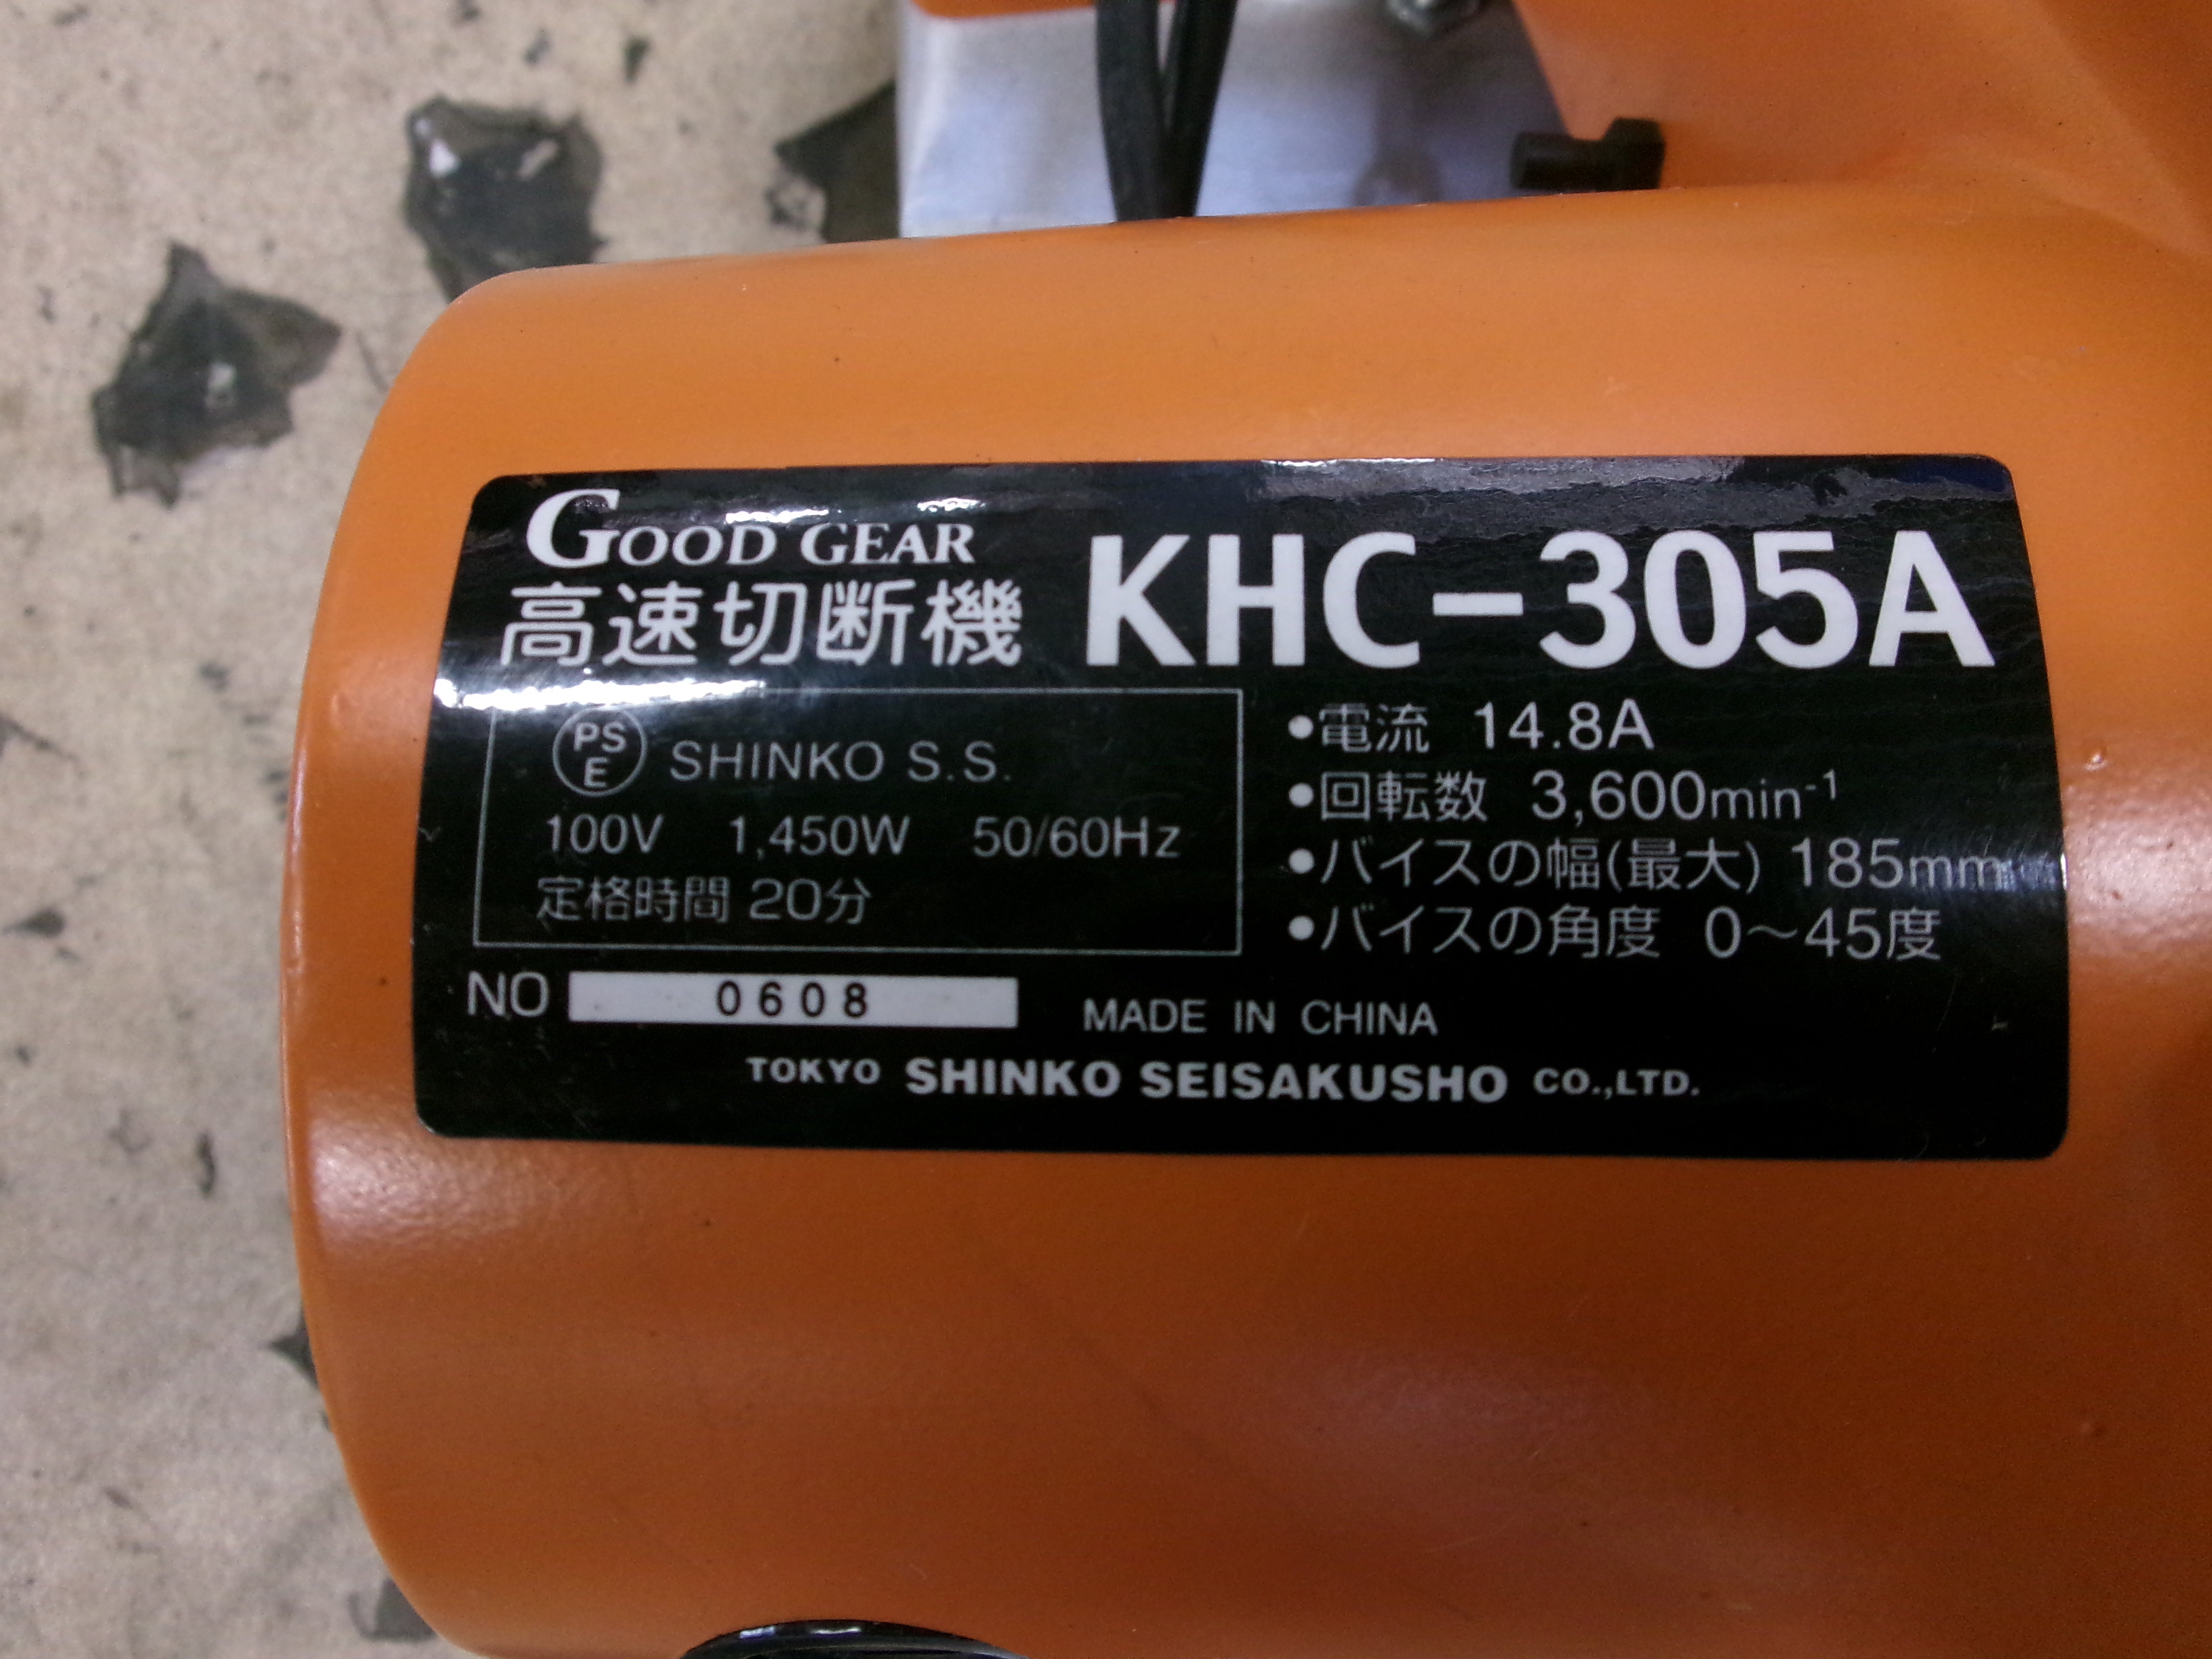 GOOD GEAR
高速切断機 KHC-305A
PS E SHINKO S.S.
100V 1,450W 50/60Hz
定格時間 20分
•電流 14.8A
•回転数 3,600min⁻¹
•バイスの幅(最大) 185mm
•バイスの角度 0〜45度
NO 0608
MADE IN CHINA
TOKYO SHINKO SEISAKUSHO CO.,LTD.